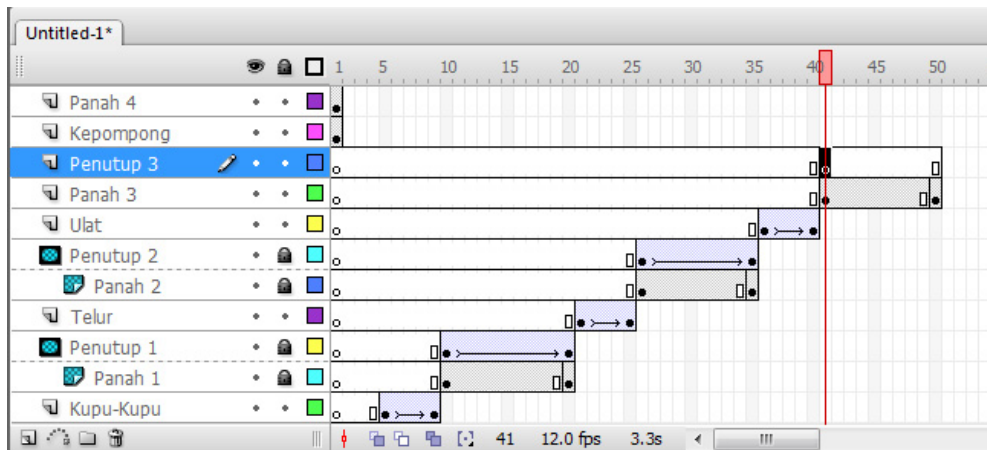 Untitled-1*
1 5 10 15 20 25 30 35 40 45 50
Panah 4
Kepompong
Penutup 3
Panah 3
Ulat
Penutup 2
Panah 2
Telur
Penutup 1
Panah 1
Kupu-Kupu
41 12.0 fps 3.3s